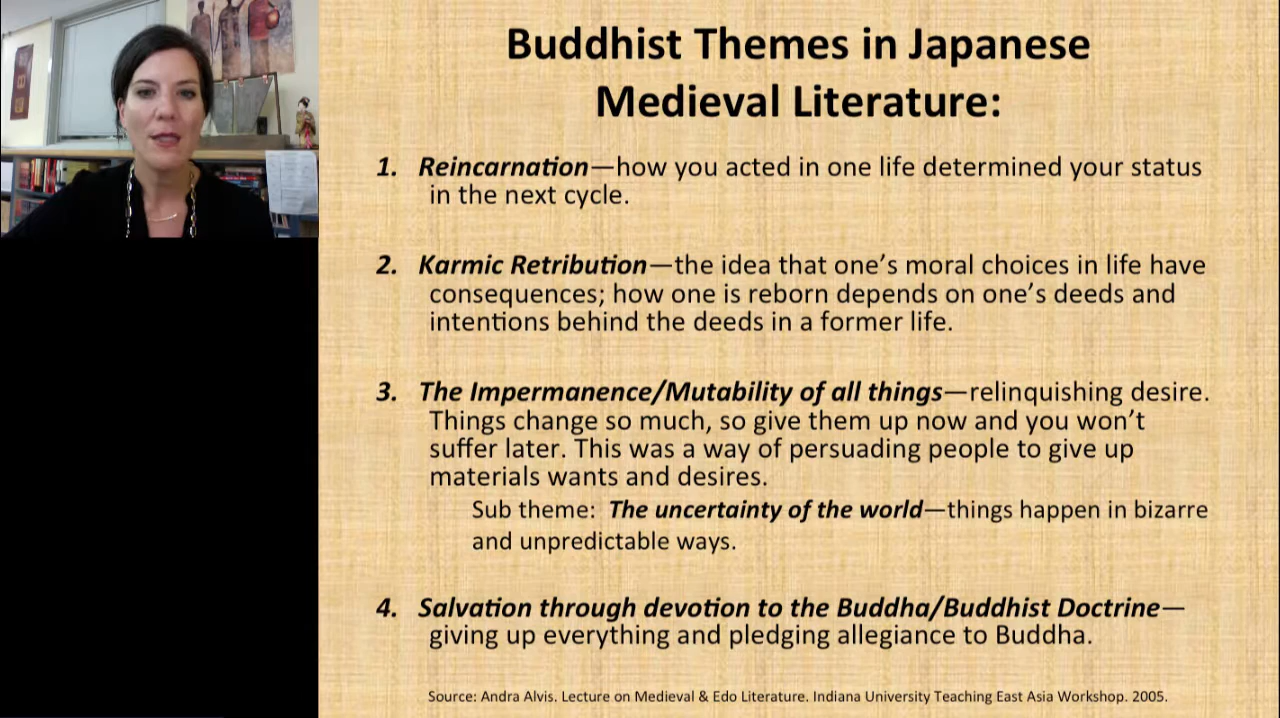 Buddhist Themes in Japanese
Medieval Literature:
1. Reincarnation—how you acted in one life determined your status
in the next cycle.
2. Karmic Retribution—the idea that one’s moral choices in life have
consequences; how one is reborn depends on one’s deeds and
intentions behind the deeds in a former life.
3. The Impermanence/Mutability of all things—relinquishing desire.
Things change so much, so give them up now and you won’t
suffer later. This was a way of persuading people to give up
materials wants and desires.
Sub theme: The uncertainty of the world—things happen in bizarre
and unpredictable ways.
4. Salvation through devotion to the Buddha/Buddhist Doctrine—
giving up everything and pledging allegiance to Buddha.
Source: Andra Alvis. Lecture on Medieval & Edo Literature. Indiana University Teaching East Asia Workshop. 2005.